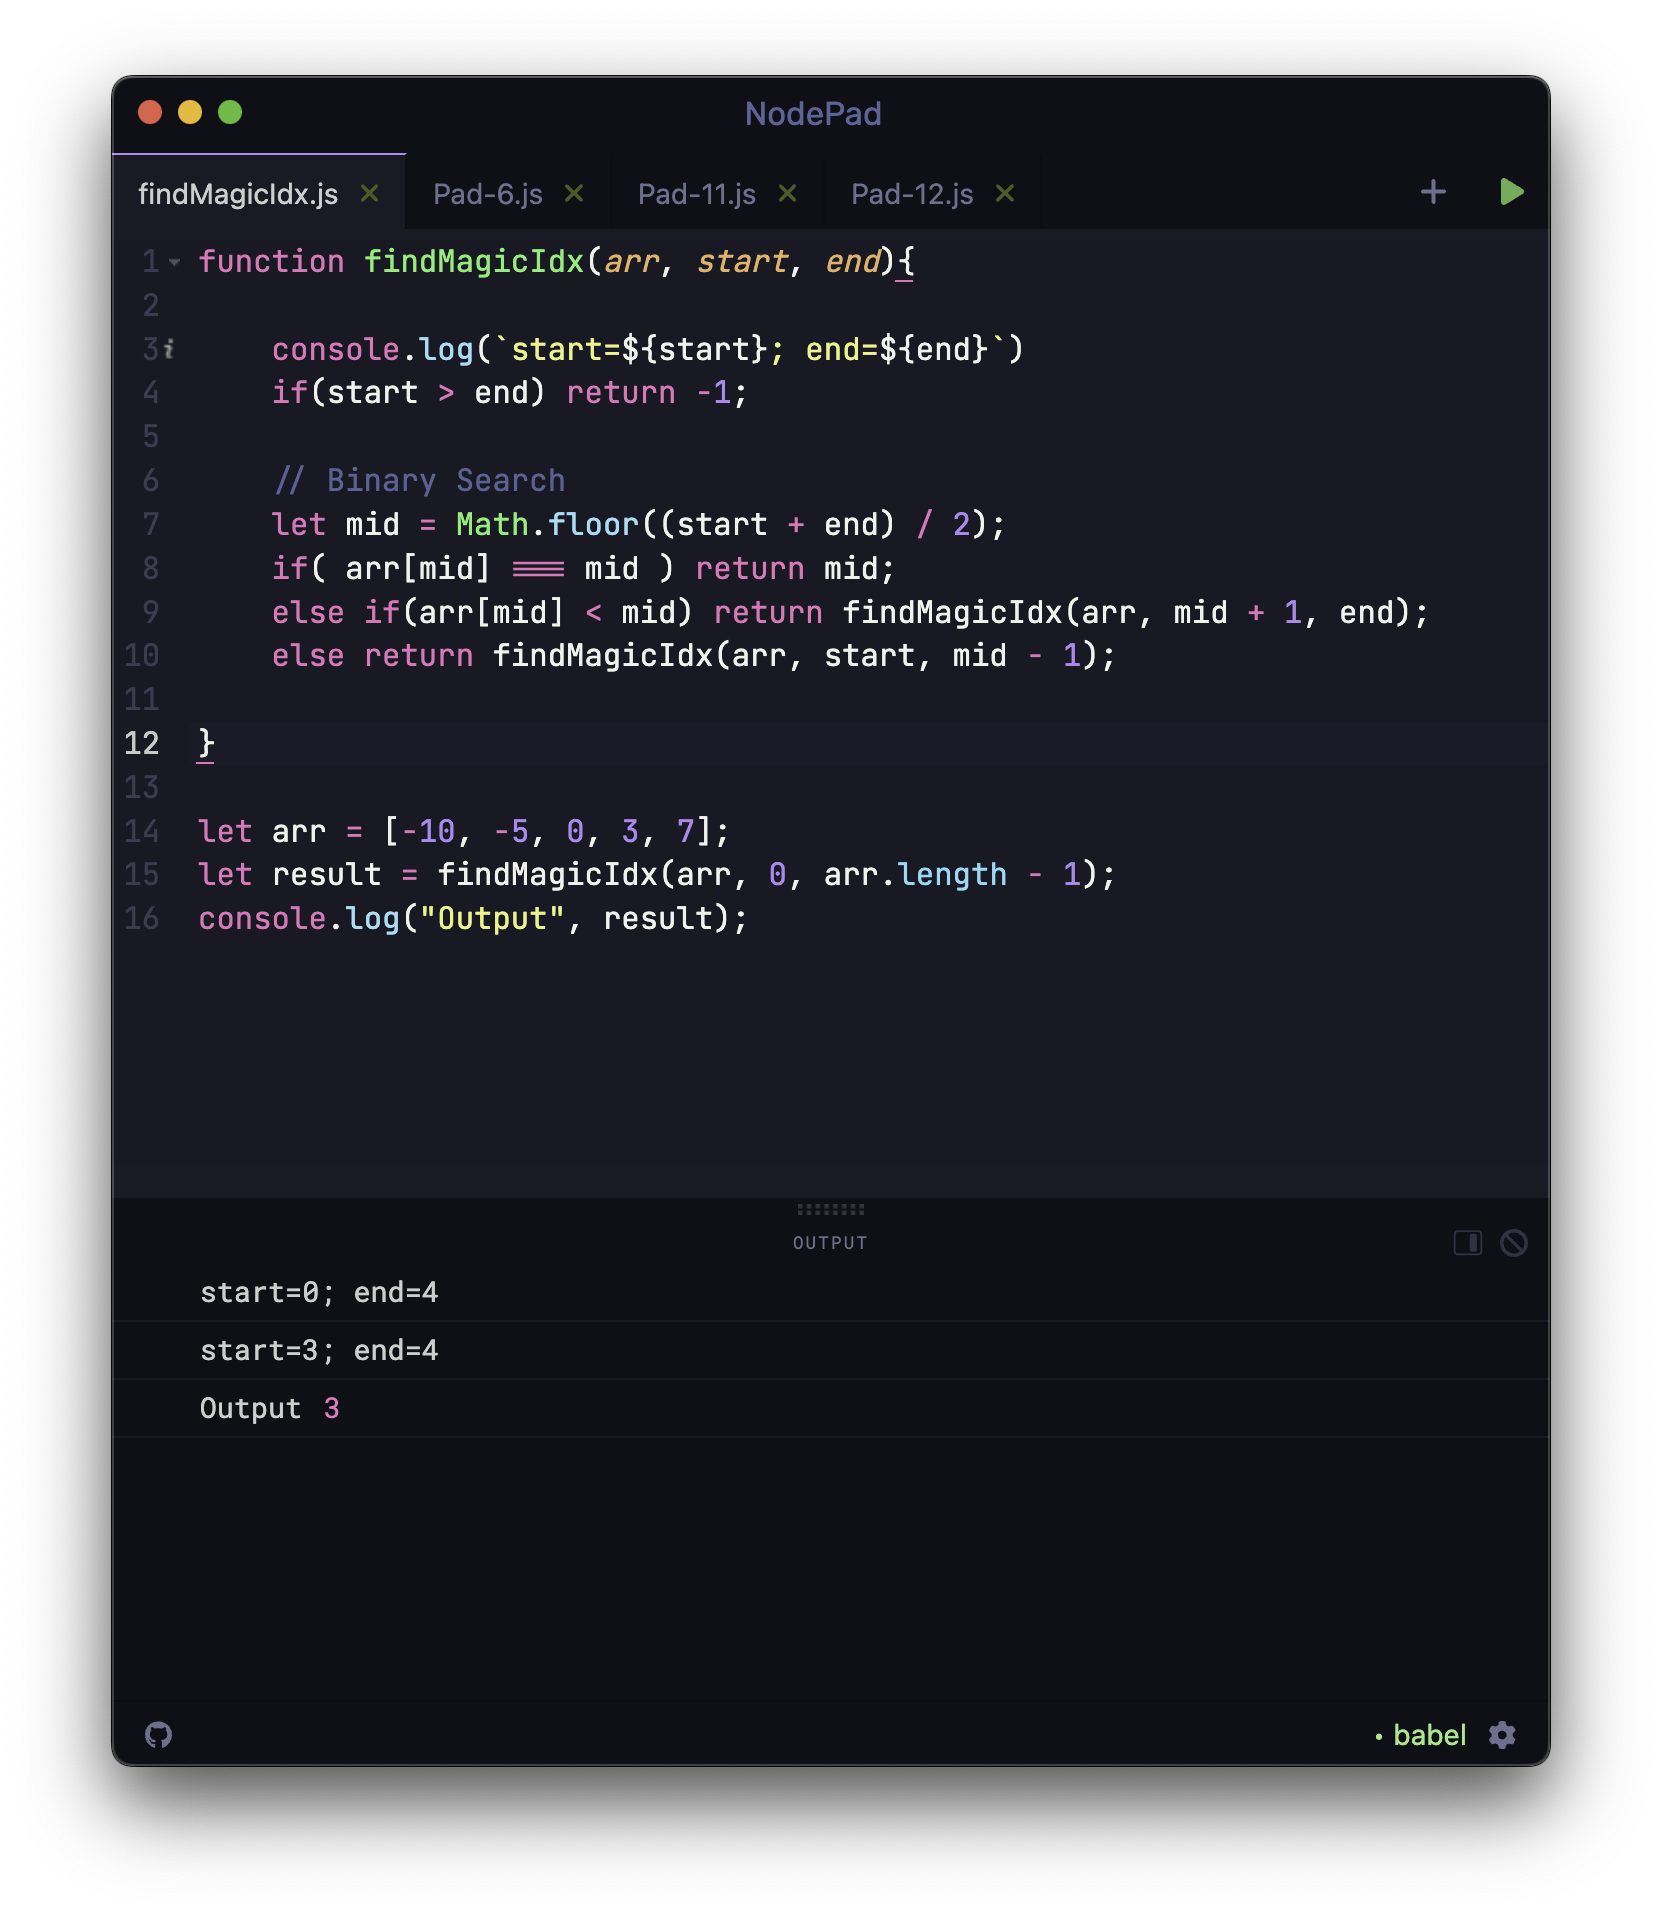 NodePad
findMagicIdx.js × Pad-6.js × Pad-11.js × Pad-12.js × +
1 function findMagicIdx(arr, start, end){
2
3 i     console.log(`start=${start}; end=${end}`)
4     if(start > end) return -1;
5
6     // Binary Search
7     let mid = Math.floor((start + end) / 2);
8     if( arr[mid] === mid ) return mid;
9     else if(arr[mid] < mid) return findMagicIdx(arr, mid + 1, end);
10     else return findMagicIdx(arr, start, mid - 1);
11
12 }
13
14 let arr = [-10, -5, 0, 3, 7];
15 let result = findMagicIdx(arr, 0, arr.length - 1);
16 console.log("Output", result);
OUTPUT
start=0; end=4
start=3; end=4
Output 3
• babel